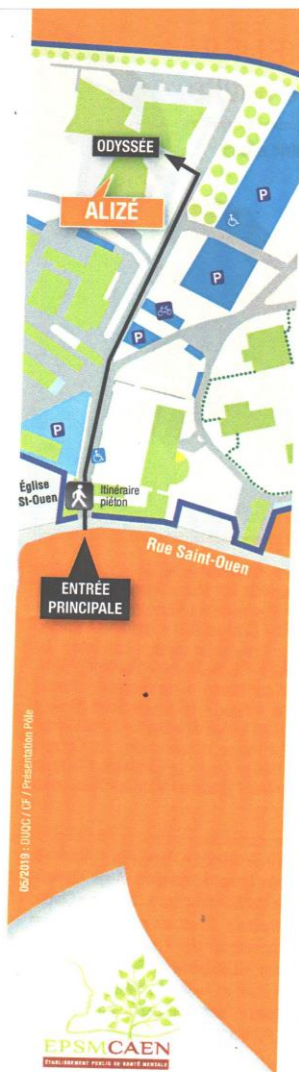 ODYSSÉE
ALIZÉ
P
P
P
P
Église
St-Ouen
Itinéraire
piéton
Rue Saint-Ouen
ENTRÉE
PRINCIPALE
05/2019 : DUQC / CF / Présentation Pôle
EPSMCAEN
ÉTABLISSEMENT PUBLIC DE SANTÉ MENTALE